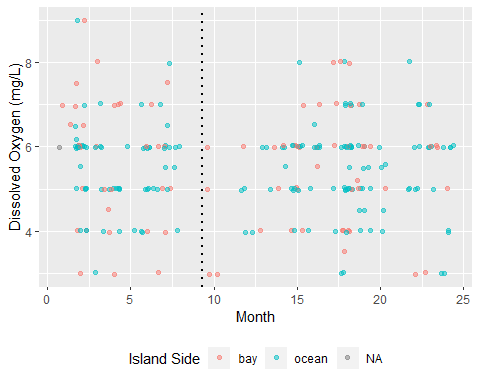 Dissolved Oxygen (mg/L)
8
6
4
0 5 10 15 20 25
Month
Island Side bay ocean NA